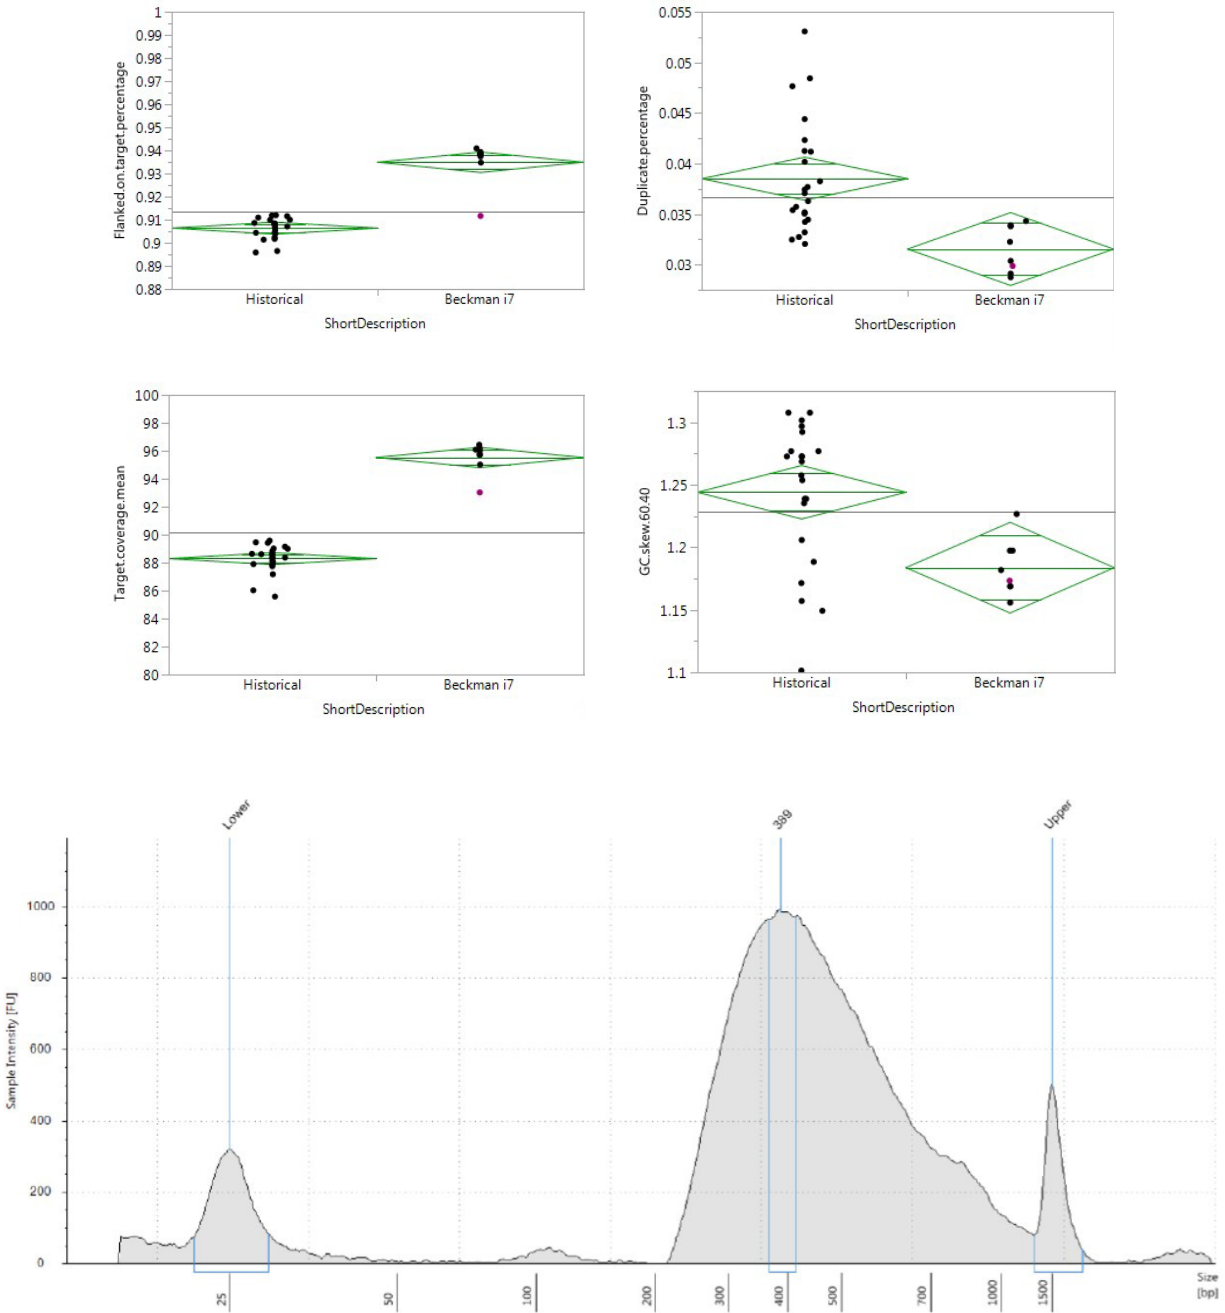 Flanked.on.target.percentage
1
0.99
0.98
0.97
0.96
0.95
0.94
0.93
0.92
0.91
0.9
0.89
0.88
Historical
Beckman i7
ShortDescription
Duplicate.percentage
0.055
0.05
0.045
0.04
0.035
0.03
Historical
Beckman i7
ShortDescription
Target.coverage.mean
100
98
96
94
92
90
88
86
84
82
80
Historical
Beckman i7
ShortDescription
GC.skew.60.40
1.3
1.25
1.2
1.15
1.1
Historical
Beckman i7
ShortDescription
Lower
389
Upper
Sample Intensity [FU]
1000
800
600
400
200
0
25
50
100
200
300
400
500
700
1000
1500
Size
[bp]